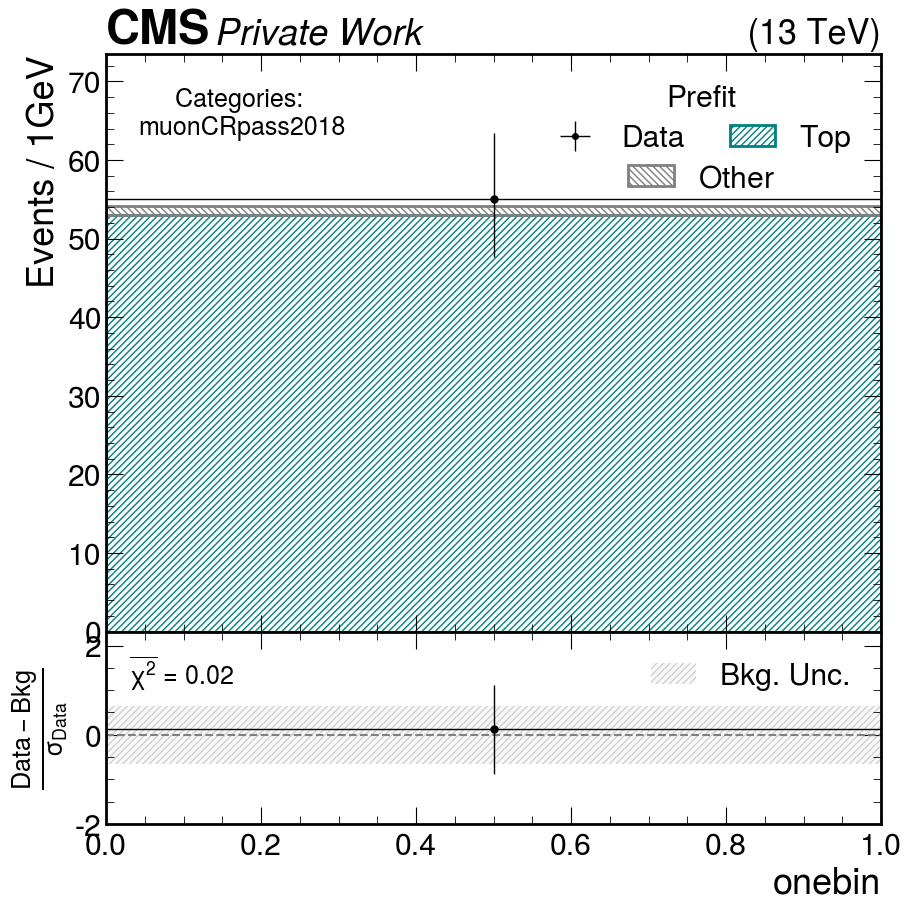 CMS Private Work (13 TeV)
Events / 1GeV
70
60
50
40
30
20
10
0
Categories:
muonCRpass2018
Prefit
Data Top
Other
Data – Bkg
σData
2
0
-2
χ² = 0.02
Bkg. Unc.
0.0 0.2 0.4 0.6 0.8 1.0
onebin